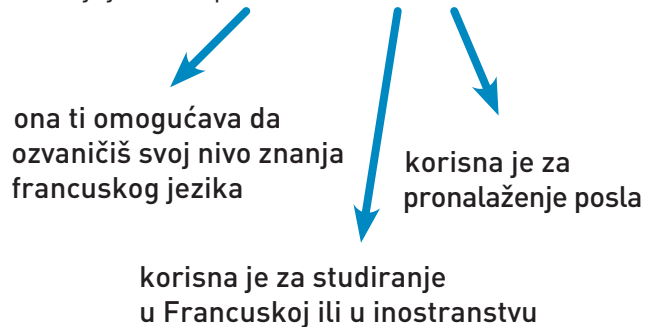 ona ti omogućava da
ozvaničiš svoj nivo znanja
francuskog jezika
korisna je za
pronalaženje posla
korisna je za studiranje
u Francuskoj ili u inostranstvu